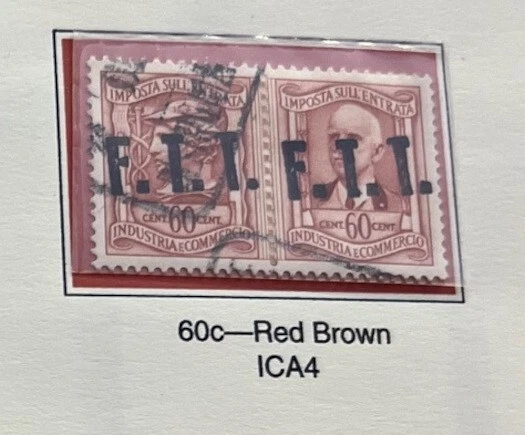 IMPOSTA SULL'ENTRATA IMPOSTA SULL'ENTRATA
F.T.T. F.T.T.
CENT. 60 CENT. CENT. 60 CENT.
INDUSTRIA E COMMERCIO INDUSTRIA E COMMERCIO
60c—Red Brown
ICA4